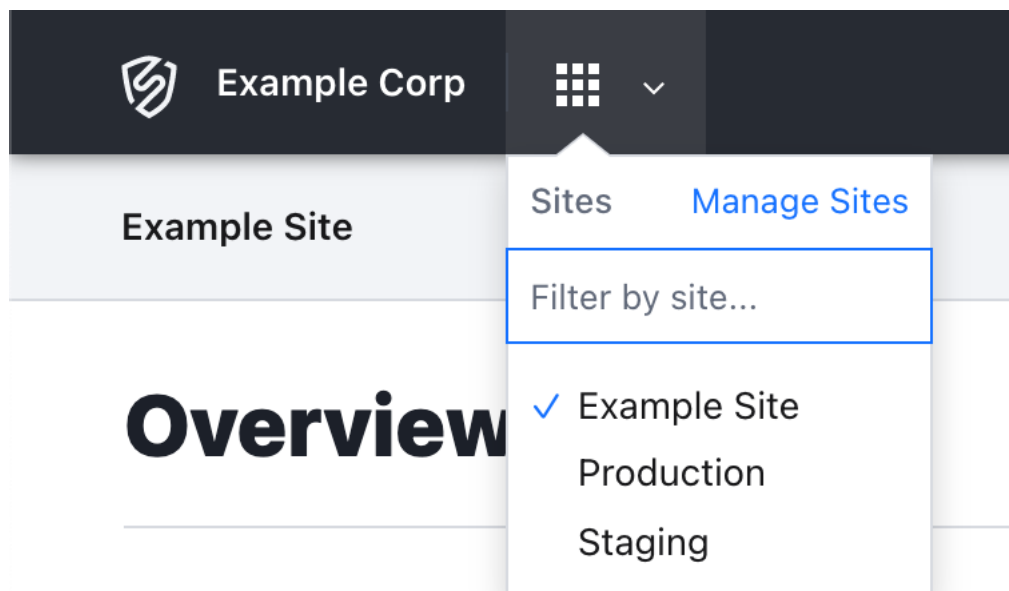 Example Corp
Sites
Manage Sites
Example Site
Filter by site...
Overview
Example Site
Production
Staging